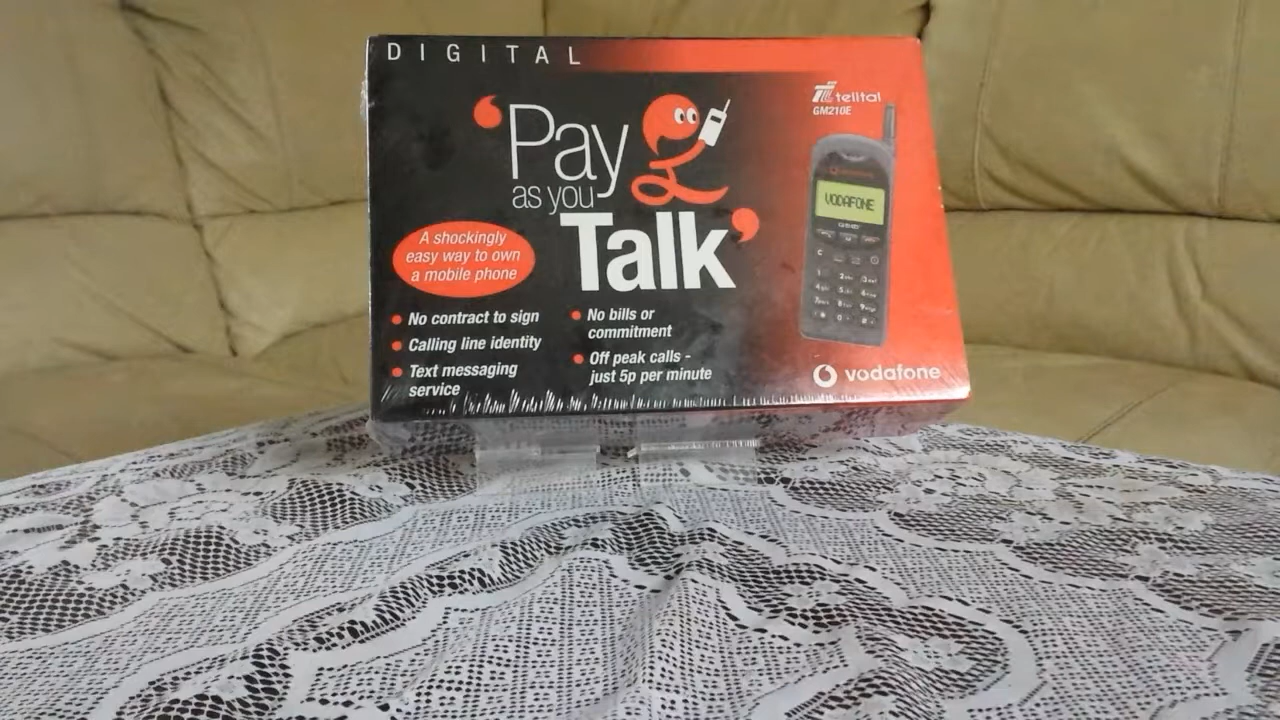 DIGITAL
‘Pay
as you
Talk’
telital
GM210E
VODAFONE
A shockingly
easy way to own
a mobile phone
No contract to sign
Calling line identity
Text messaging
service
No bills or
commitment
Off peak calls -
just 5p per minute
vodafone